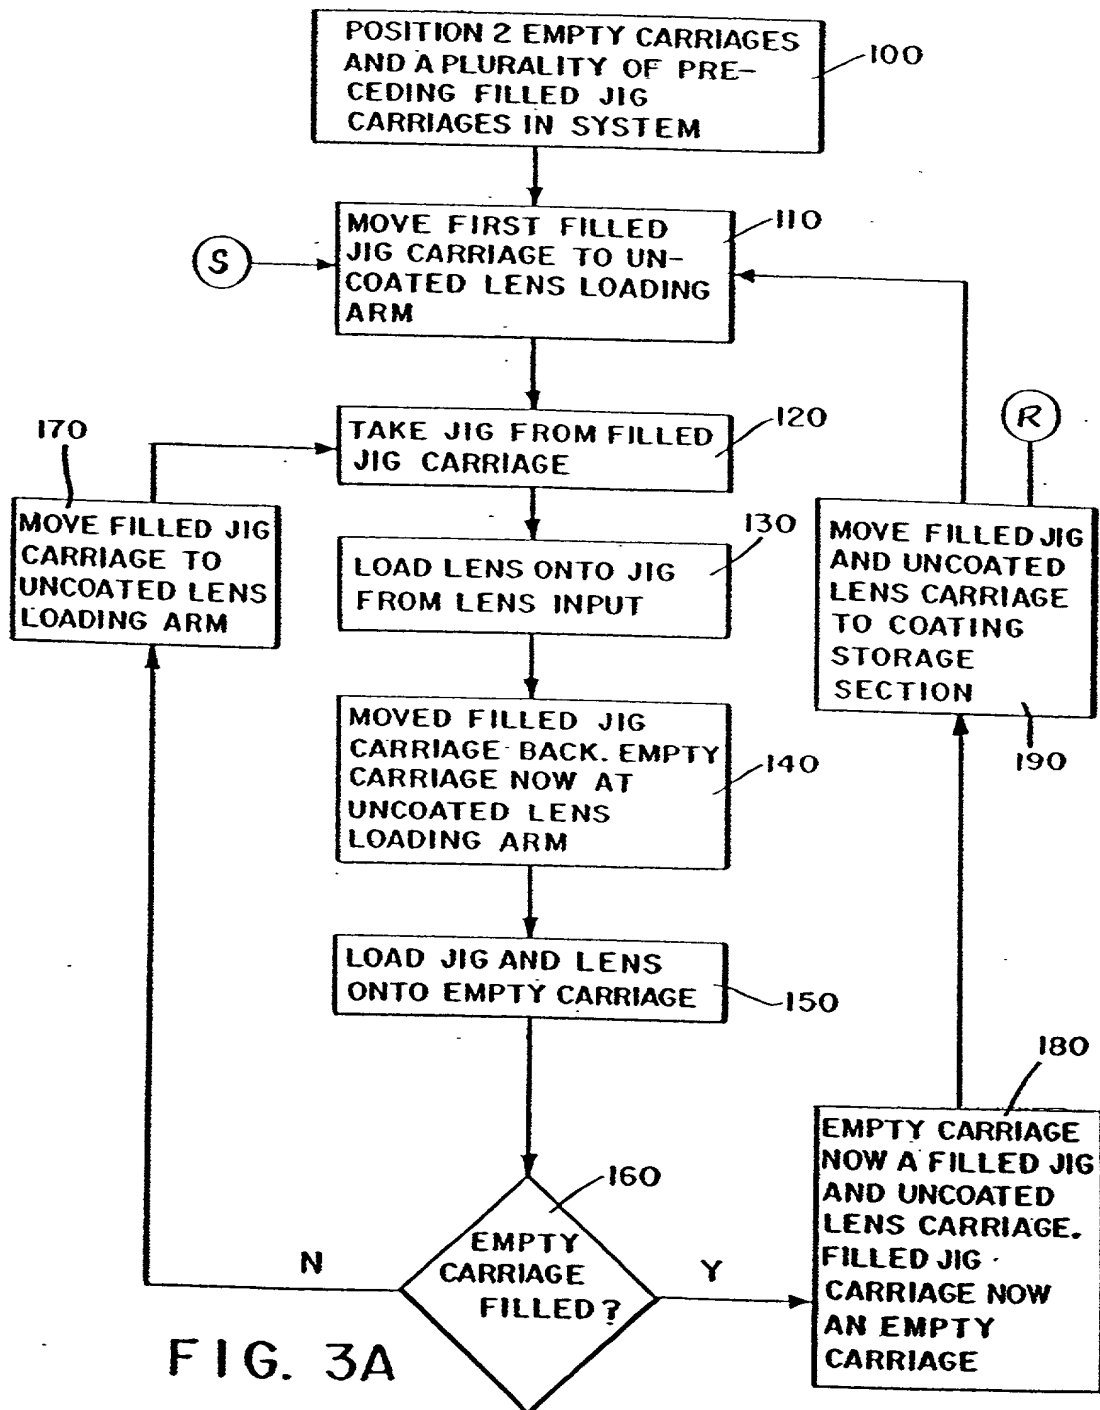 POSITION 2 EMPTY CARRIAGES
AND A PLURALITY OF PRE-
CEDING FILLED JIG
CARRIAGES IN SYSTEM
100
MOVE FIRST FILLED
JIG CARRIAGE TO UN-
COATED LENS LOADING
ARM
110
S
TAKE JIG FROM FILLED
JIG CARRIAGE
120
R
170
MOVE FILLED JIG
CARRIAGE TO
UNCOATED LENS
LOADING ARM
LOAD LENS ONTO JIG
FROM LENS INPUT
130
MOVE FILLED JIG
AND UNCOATED
LENS CARRIAGE
TO COATING
STORAGE
SECTION
190
MOVED FILLED JIG
CARRIAGE BACK. EMPTY
CARRIAGE NOW AT
UNCOATED LENS
LOADING ARM
140
LOAD JIG AND LENS
ONTO EMPTY CARRIAGE
150
160
EMPTY
CARRIAGE
FILLED?
N
Y
180
EMPTY CARRIAGE
NOW A FILLED JIG
AND UNCOATED
LENS CARRIAGE.
FILLED JIG
CARRIAGE NOW
AN EMPTY
CARRIAGE
FIG. 3A